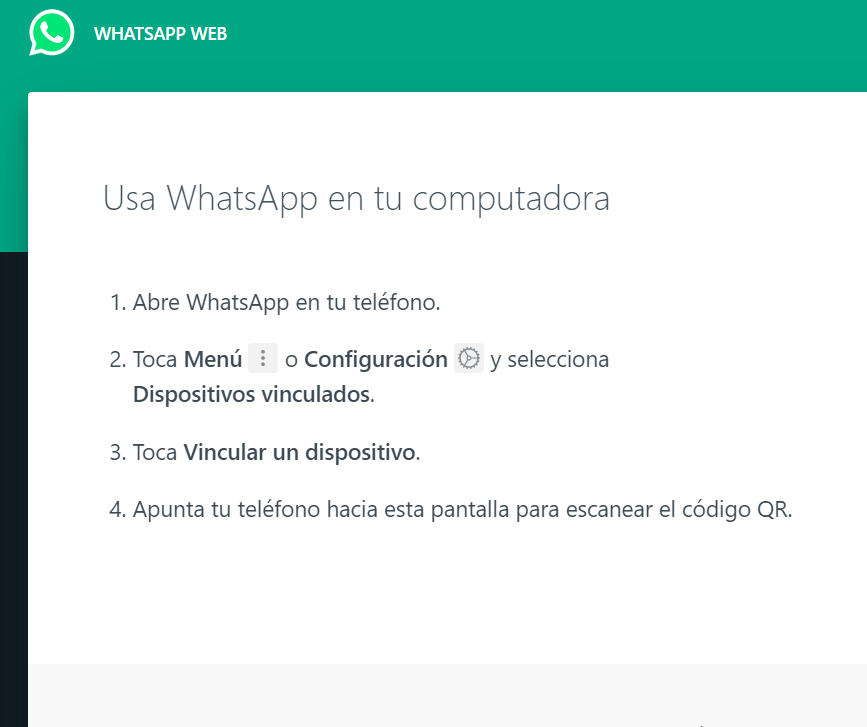 WHATSAPP WEB
Usa WhatsApp en tu computadora
1. Abre WhatsApp en tu teléfono.
2. Toca Menú o Configuración y selecciona
Dispositivos vinculados.
3. Toca Vincular un dispositivo.
4. Apunta tu teléfono hacia esta pantalla para escanear el código QR.